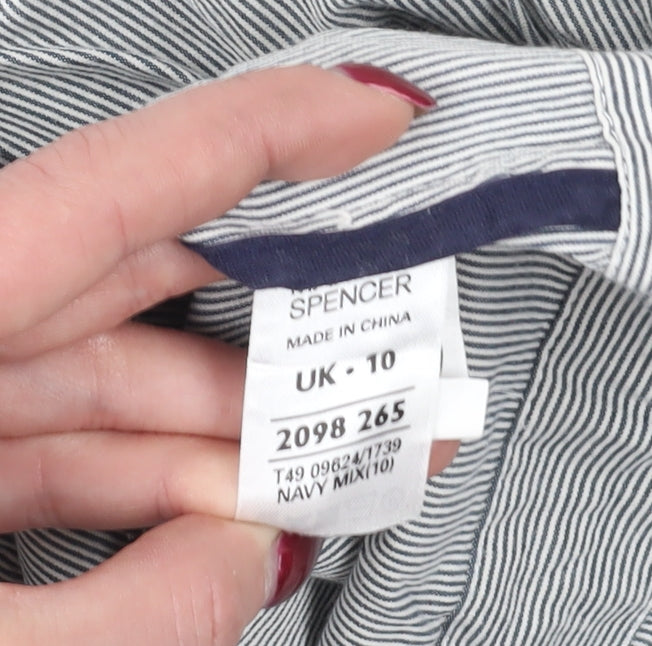 SPENCER
MADE IN CHINA
UK • 10
2098 265
T49 09624/1739
NAVY MIX(10)